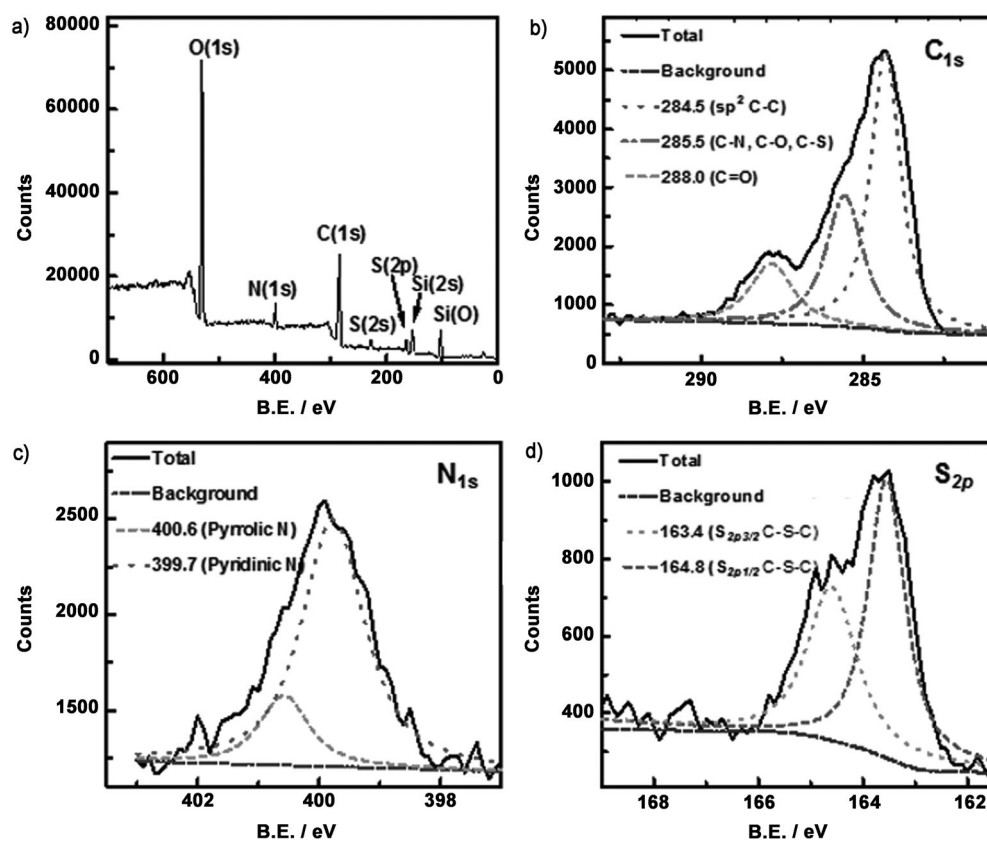 a)
80000
60000
40000
20000
0
Counts
O(1s)
N(1s)
C(1s)
S(2s)
S(2p)
Si(2s)
Si(O)
600
400
200
0
B.E. / eV
b)
Total
Background
284.5 (sp² C-C)
285.5 (C-N, C-O, C-S)
288.0 (C=O)
C₁ₛ
5000
4000
3000
2000
1000
0
Counts
290
285
B.E. / eV
c)
Total
Background
400.6 (Pyrrolic N)
399.7 (Pyridinic N)
N₁ₛ
2500
2000
1500
Counts
402
400
398
B.E. / eV
d)
Total
Background
163.4 (S2p3/2 C-S-C)
164.8 (S2p1/2 C-S-C)
S2p
1000
800
600
400
Counts
168
166
164
162
B.E. / eV